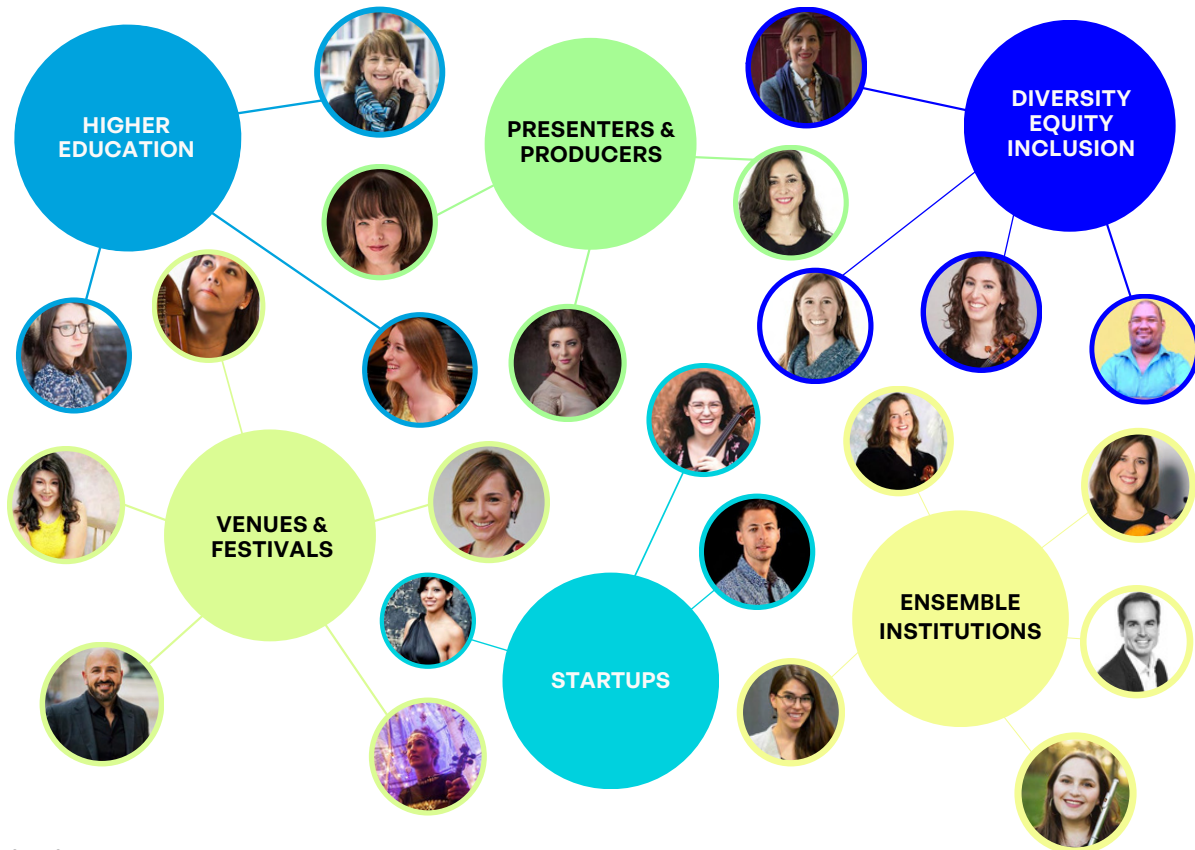 HIGHER
EDUCATION
PRESENTERS &
PRODUCERS
DIVERSITY
EQUITY
INCLUSION
VENUES &
FESTIVALS
STARTUPS
ENSEMBLE
INSTITUTIONS